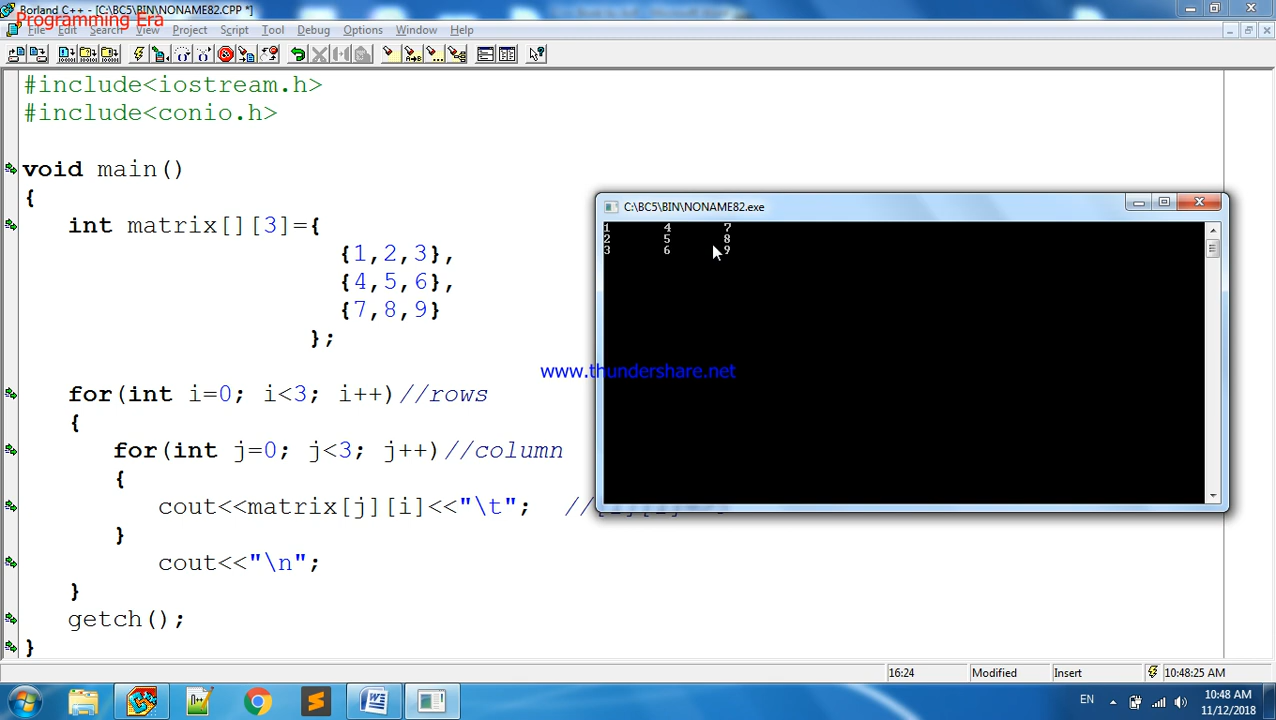 Borland C++ - [C:\BC5\BIN\NONAME82.CPP *]
Programming Era
File Edit Search View Project Script Tool Debug Options Window Help
#include<iostream.h>
#include<conio.h>
void main()
{
int matrix[][3]={
{1,2,3},
{4,5,6},
{7,8,9}
};
for(int i=0; i<3; i++)//rows
{
for(int j=0; j<3; j++)//column
{
cout<<matrix[j][i]<<"\t"; //
}
cout<<"\n";
}
getch();
}
C:\BC5\BIN\NONAME82.exe
1 4 7
2 5 8
3 6 9
www.thundershare.net
16:24 Modified Insert 10:48:25 AM
EN 10:48 AM
11/12/2018